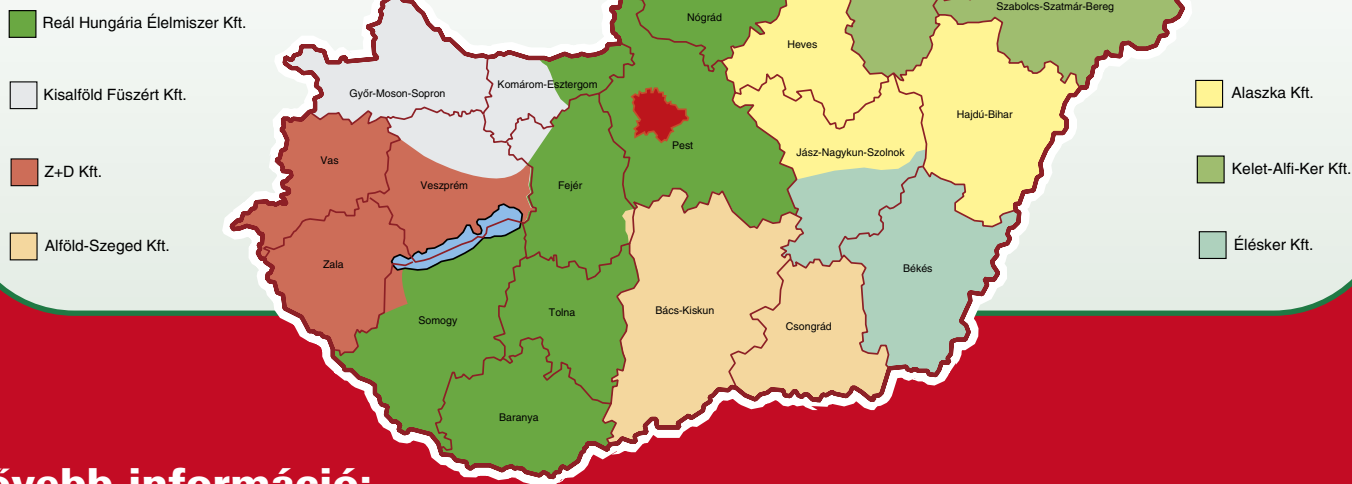 Reál Hungária Élelmiszer Kft.
Kisalföld Füszért Kft.
Z+D Kft.
Alföld-Szeged Kft.
Nógrád
Szabolcs-Szatmár-Bereg
Heves
Komárom-Esztergom
Győr-Moson-Sopron
Hajdú-Bihar
Pest
Jász-Nagykun-Szolnok
Vas
Veszprém
Fejér
Zala
Békés
Somogy
Tolna
Bács-Kiskun
Csongrád
Baranya
Alaszka Kft.
Kelet-Alfi-Ker Kft.
Élésker Kft.
információ: